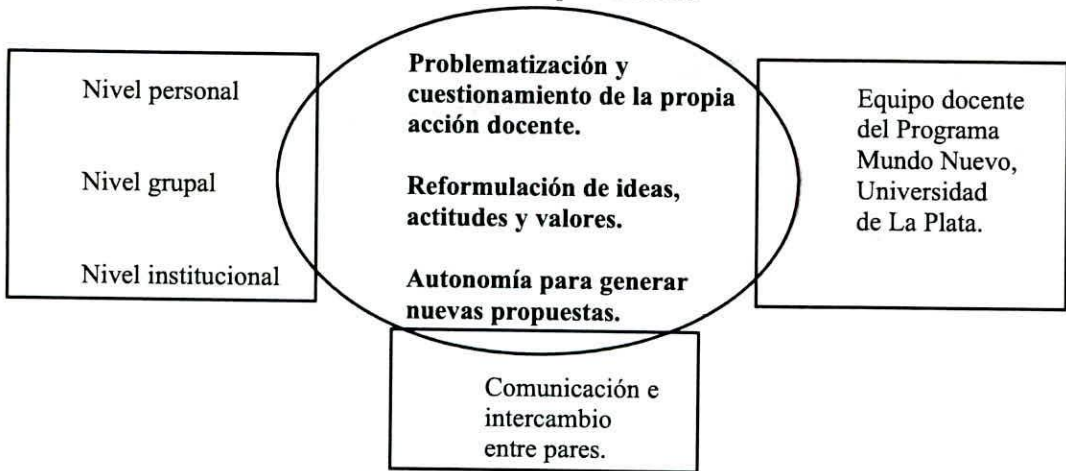 Nivel personal
Nivel grupal
Nivel institucional
Problematización y
cuestionamiento de la propia
acción docente.
Reformulación de ideas,
actitudes y valores.
Autonomía para generar
nuevas propuestas.
Equipo docente
del Programa
Mundo Nuevo,
Universidad
de La Plata.
Comunicación e
intercambio
entre pares.